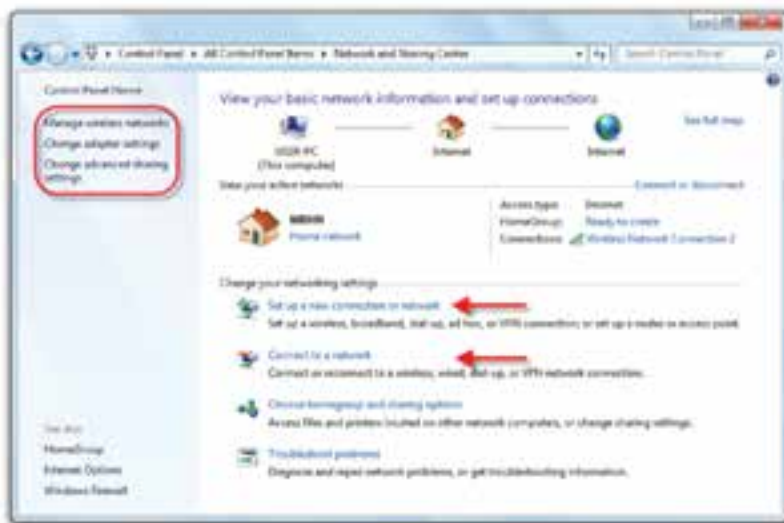 Control Panel ▸ All Control Panel Items ▸ Network and Sharing Center
Search Control Panel
Control Panel Home
Manage wireless networks
Change adapter settings
Change advanced sharing
settings
View your basic network information and set up connections
See full map
USER-PC
(This computer)
Internet
Internet
View your active networks
Connect or disconnect
Home network
Access type: Internet
HomeGroup: Ready to create
Connections: Wireless Network Connection 2
Change your networking settings
Set up a new connection or network
Set up a wireless, broadband, dial-up, ad hoc, or VPN connection; or set up a router or access point.
Connect to a network
Connect or reconnect to a wireless, wired, dial-up, or VPN network connection.
Choose homegroup and sharing options
Access files and printers located on other network computers, or change sharing settings.
Troubleshoot problems
Diagnose and repair network problems, or get troubleshooting information.
See also
HomeGroup
Internet Options
Windows Firewall